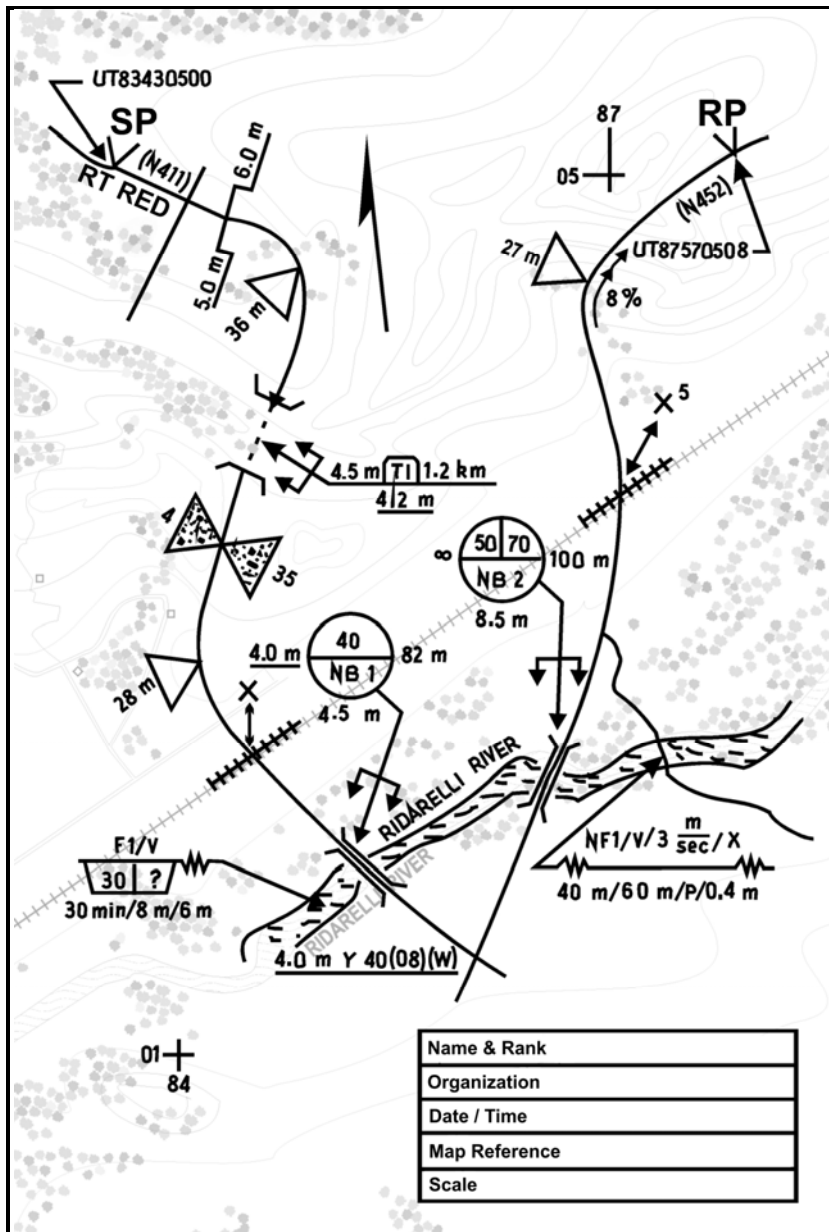 UT83430500
SP
(N411)
RT RED
6.0 m
5.0 m
36 m
87
05
RP
(N452)
UT87570508
27 m
8%
X 5
4.5 m T1 1.2 km
4.2 m
4
35
∞ 50 70 100 m
NB 2
8.5 m
40
4.0 m NB 1 82 m
4.5 m
28 m
X
RIDARELLI RIVER
RIDARELLI RIVER
F1/V
30 ?
30 min/8 m/6 m
NF1/V/3 m/sec/X
40 m/60 m/P/0.4 m
4.0 m Y 40(08)(W)
01
84
Name & Rank
Organization
Date / Time
Map Reference
Scale